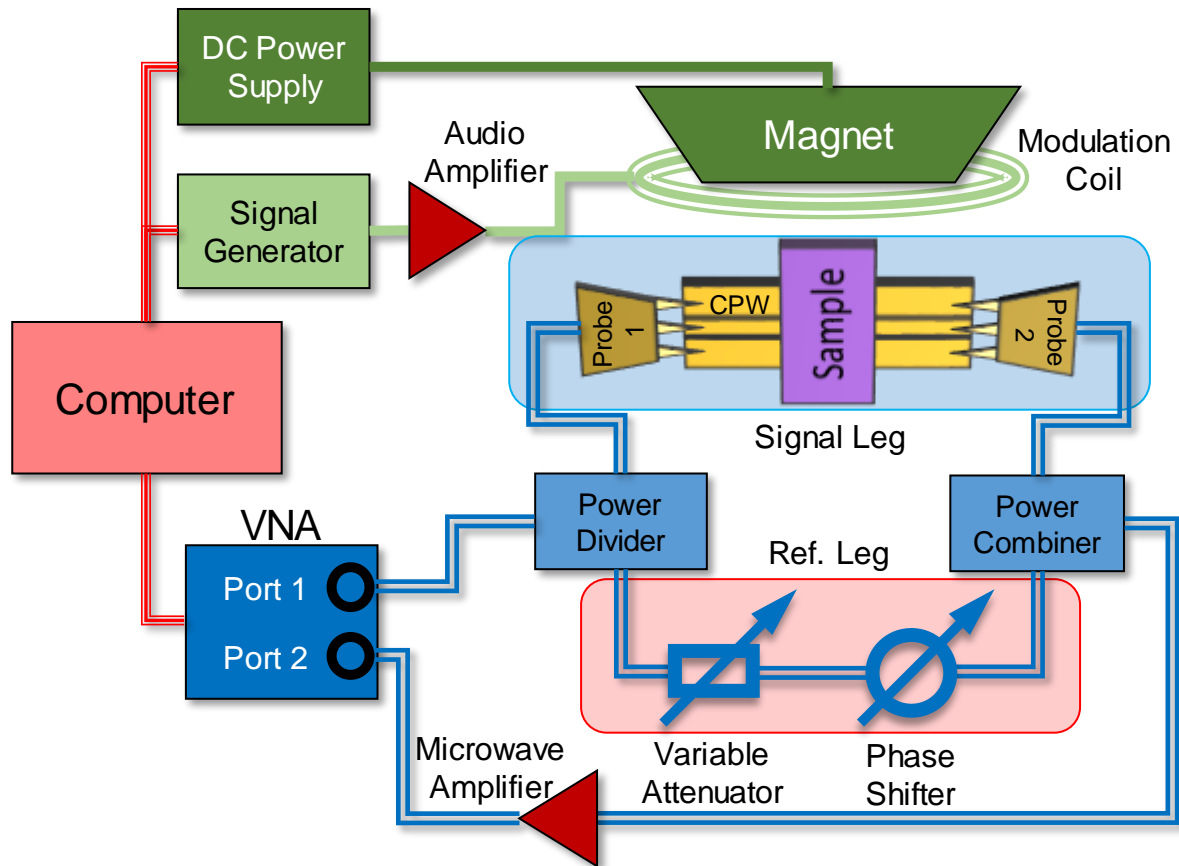 DC Power
Supply
Magnet
Audio
Amplifier
Modulation
Coil
Signal
Generator
Probe
1
CPW
Sample
Probe
2
Computer
Signal Leg
Power
Divider
Power
Combiner
VNA
Ref. Leg
Port 1
Port 2
Microwave
Amplifier
Variable
Attenuator
Phase
Shifter